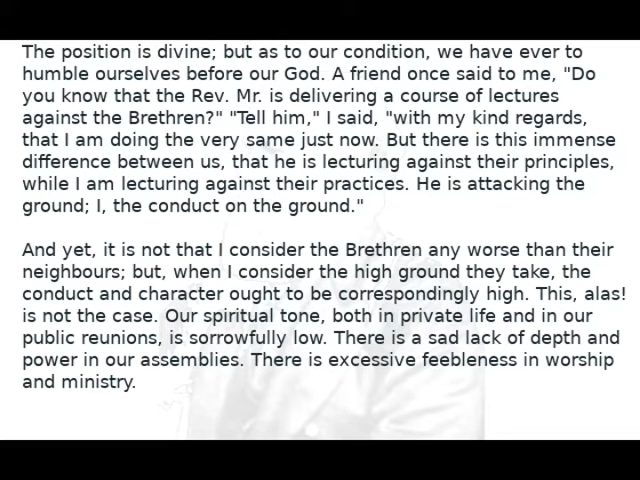 The position is divine; but as to our condition, we have ever to
humble ourselves before our God. A friend once said to me, "Do
you know that the Rev. Mr. is delivering a course of lectures
against the Brethren?" "Tell him," I said, "with my kind regards,
that I am doing the very same just now. But there is this immense
difference between us, that he is lecturing against their principles,
while I am lecturing against their practices. He is attacking the
ground; I, the conduct on the ground."

And yet, it is not that I consider the Brethren any worse than their
neighbours; but, when I consider the high ground they take, the
conduct and character ought to be correspondingly high. This, alas!
is not the case. Our spiritual tone, both in private life and in our
public reunions, is sorrowfully low. There is a sad lack of depth and
power in our assemblies. There is excessive feebleness in worship
and ministry.